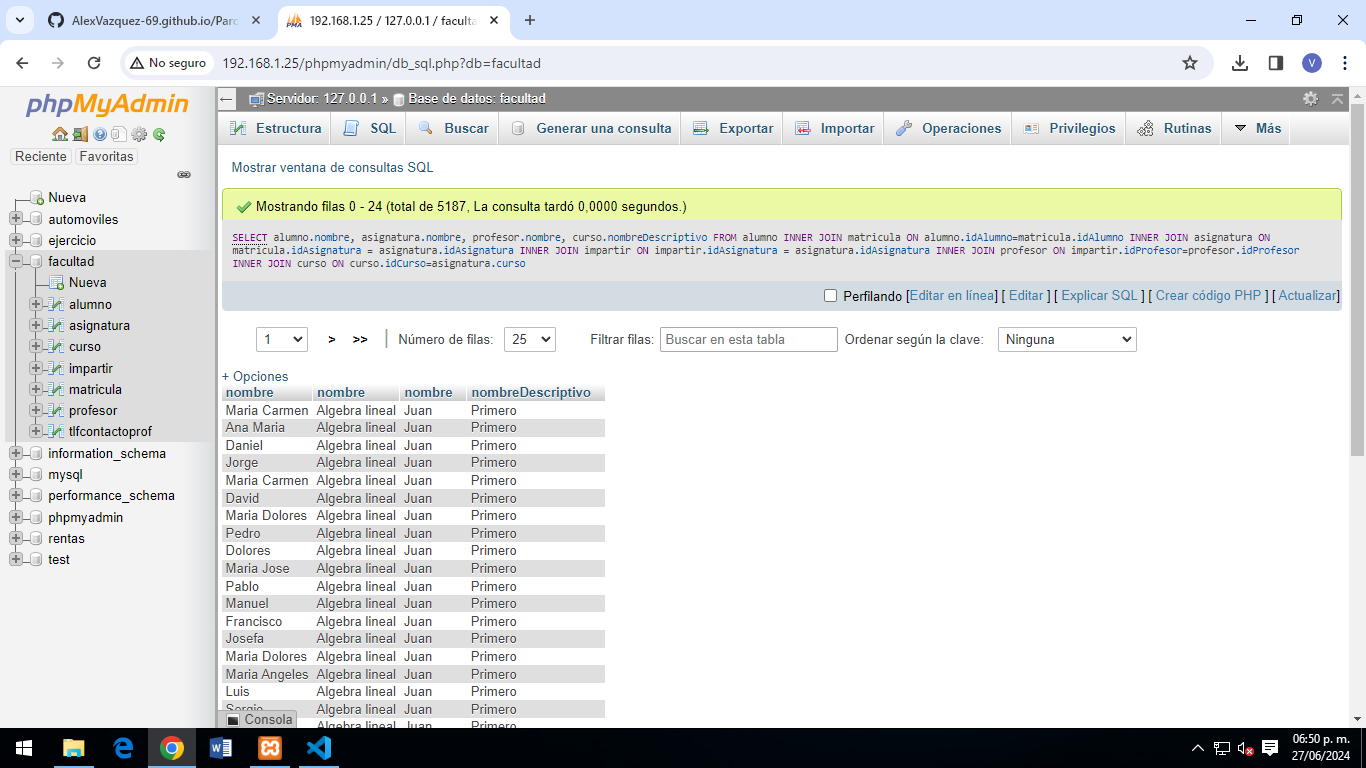 AlexVazquez-69.github.io/Parc
192.168.1.25 / 127.0.0.1 / faculta
No seguro
192.168.1.25/phpmyadmin/db_sql.php?db=facultad
V
phpMyAdmin
Reciente
Favoritas
Nueva
automoviles
ejercicio
facultad
Nueva
alumno
asignatura
curso
impartir
matricula
profesor
tlfcontactoprof
information_schema
mysql
performance_schema
phpmyadmin
rentas
test
Servidor: 127.0.0.1 » Base de datos: facultad
Estructura SQL Buscar Generar una consulta Exportar Importar Operaciones Privilegios Rutinas Más
Mostrar ventana de consultas SQL
Mostrando filas 0 - 24 (total de 5187, La consulta tardó 0,0000 segundos.)
SELECT alumno.nombre, asignatura.nombre, profesor.nombre, curso.nombreDescriptivo FROM alumno INNER JOIN matricula ON alumno.idAlumno=matricula.idAlumno INNER JOIN asignatura ON
matricula.idAsignatura = asignatura.idAsignatura INNER JOIN impartir ON impartir.idAsignatura = asignatura.idAsignatura INNER JOIN profesor ON impartir.idProfesor=profesor.idProfesor
INNER JOIN curso ON curso.idCurso=asignatura.curso
Perfilando [Editar en línea] [ Editar ] [ Explicar SQL ] [ Crear código PHP ] [ Actualizar]
1 > >> Número de filas: 25 Filtrar filas: Buscar en esta tabla Ordenar según la clave: Ninguna
+ Opciones
nombre nombre nombre nombreDescriptivo
Maria Carmen Algebra lineal Juan Primero
Ana Maria Algebra lineal Juan Primero
Daniel Algebra lineal Juan Primero
Jorge Algebra lineal Juan Primero
Maria Carmen Algebra lineal Juan Primero
David Algebra lineal Juan Primero
Maria Dolores Algebra lineal Juan Primero
Pedro Algebra lineal Juan Primero
Dolores Algebra lineal Juan Primero
Maria Jose Algebra lineal Juan Primero
Pablo Algebra lineal Juan Primero
Manuel Algebra lineal Juan Primero
Francisco Algebra lineal Juan Primero
Josefa Algebra lineal Juan Primero
Maria Dolores Algebra lineal Juan Primero
Maria Angeles Algebra lineal Juan Primero
Luis Algebra lineal Juan Primero
Sergio Algebra lineal Juan Primero
Algebra lineal Juan Primero
Consola
06:50 p. m.
27/06/2024